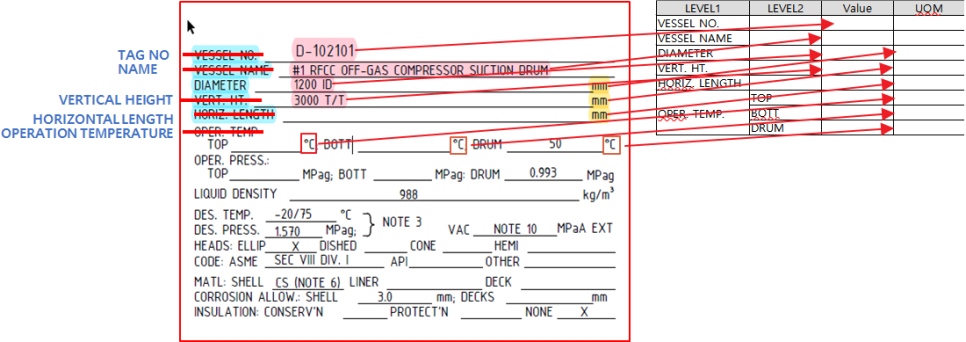 TAG NO
NAME
VERTICAL HEIGHT
HORIZONTAL LENGTH
OPERATION TEMPERATURE
VESSEL NO. D-102101
VESSEL NAME #1 RFCC OFF-GAS COMPRESSOR SUCTION DRUM
DIAMETER 1200 ID mm
VERT. HT. 3000 T/T mm
HORIZ. LENGTH mm
OPER. TEMP.
TOP °C BOTT °C, DRUM 50 °C
OPER. PRESS.:
TOP MPag; BOTT MPag: DRUM 0.993 MPag
LIQUID DENSITY 988 kg/m³
DES. TEMP. -20/75 °C
DES. PRESS. 1.570 MPag; NOTE 3 VAC NOTE 10 MPaA EXT
HEADS: ELLIP X DISHED CONE HEMI
CODE: ASME SEC VIII DIV. I API OTHER
MATL: SHELL CS (NOTE 6) LINER DECK
CORROSION ALLOW.: SHELL 3.0 mm; DECKS mm
INSULATION: CONSERV'N PROTECT'N NONE X
LEVEL1 LEVEL2 Value UOM
VESSEL NO.
VESSEL NAME
DIAMETER
VERT. HT.
HORIZ. LENGTH
TOP
OPER. TEMP. BOTT.
DRUM